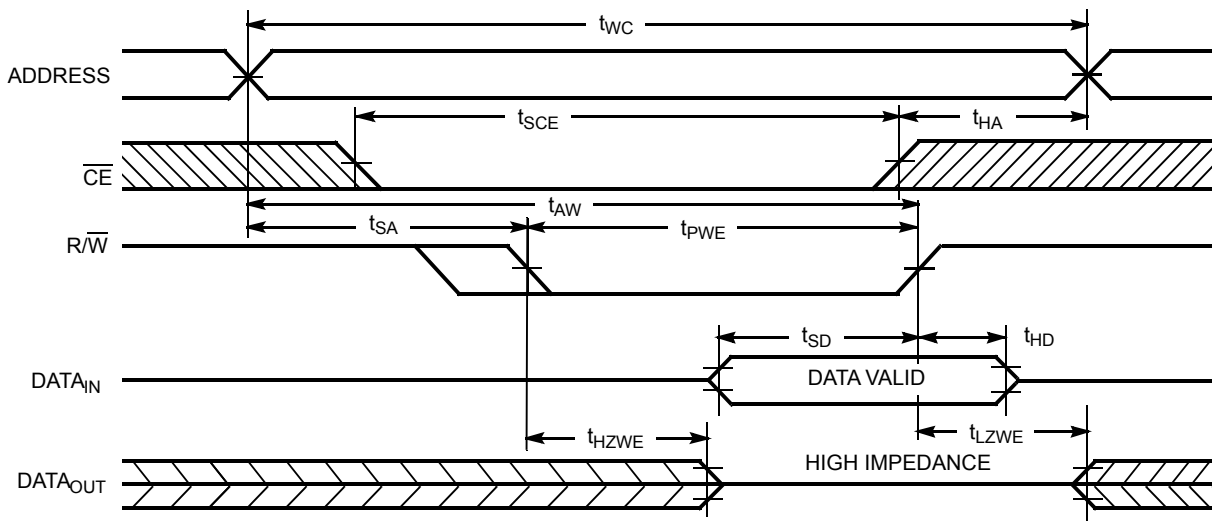 tWC
ADDRESS
tSCE
tHA
CE
tAW
tSA
tPWE
R/W
tSD
tHD
DATAIN
DATA VALID
tHZWE
tLZWE
HIGH IMPEDANCE
DATAOUT